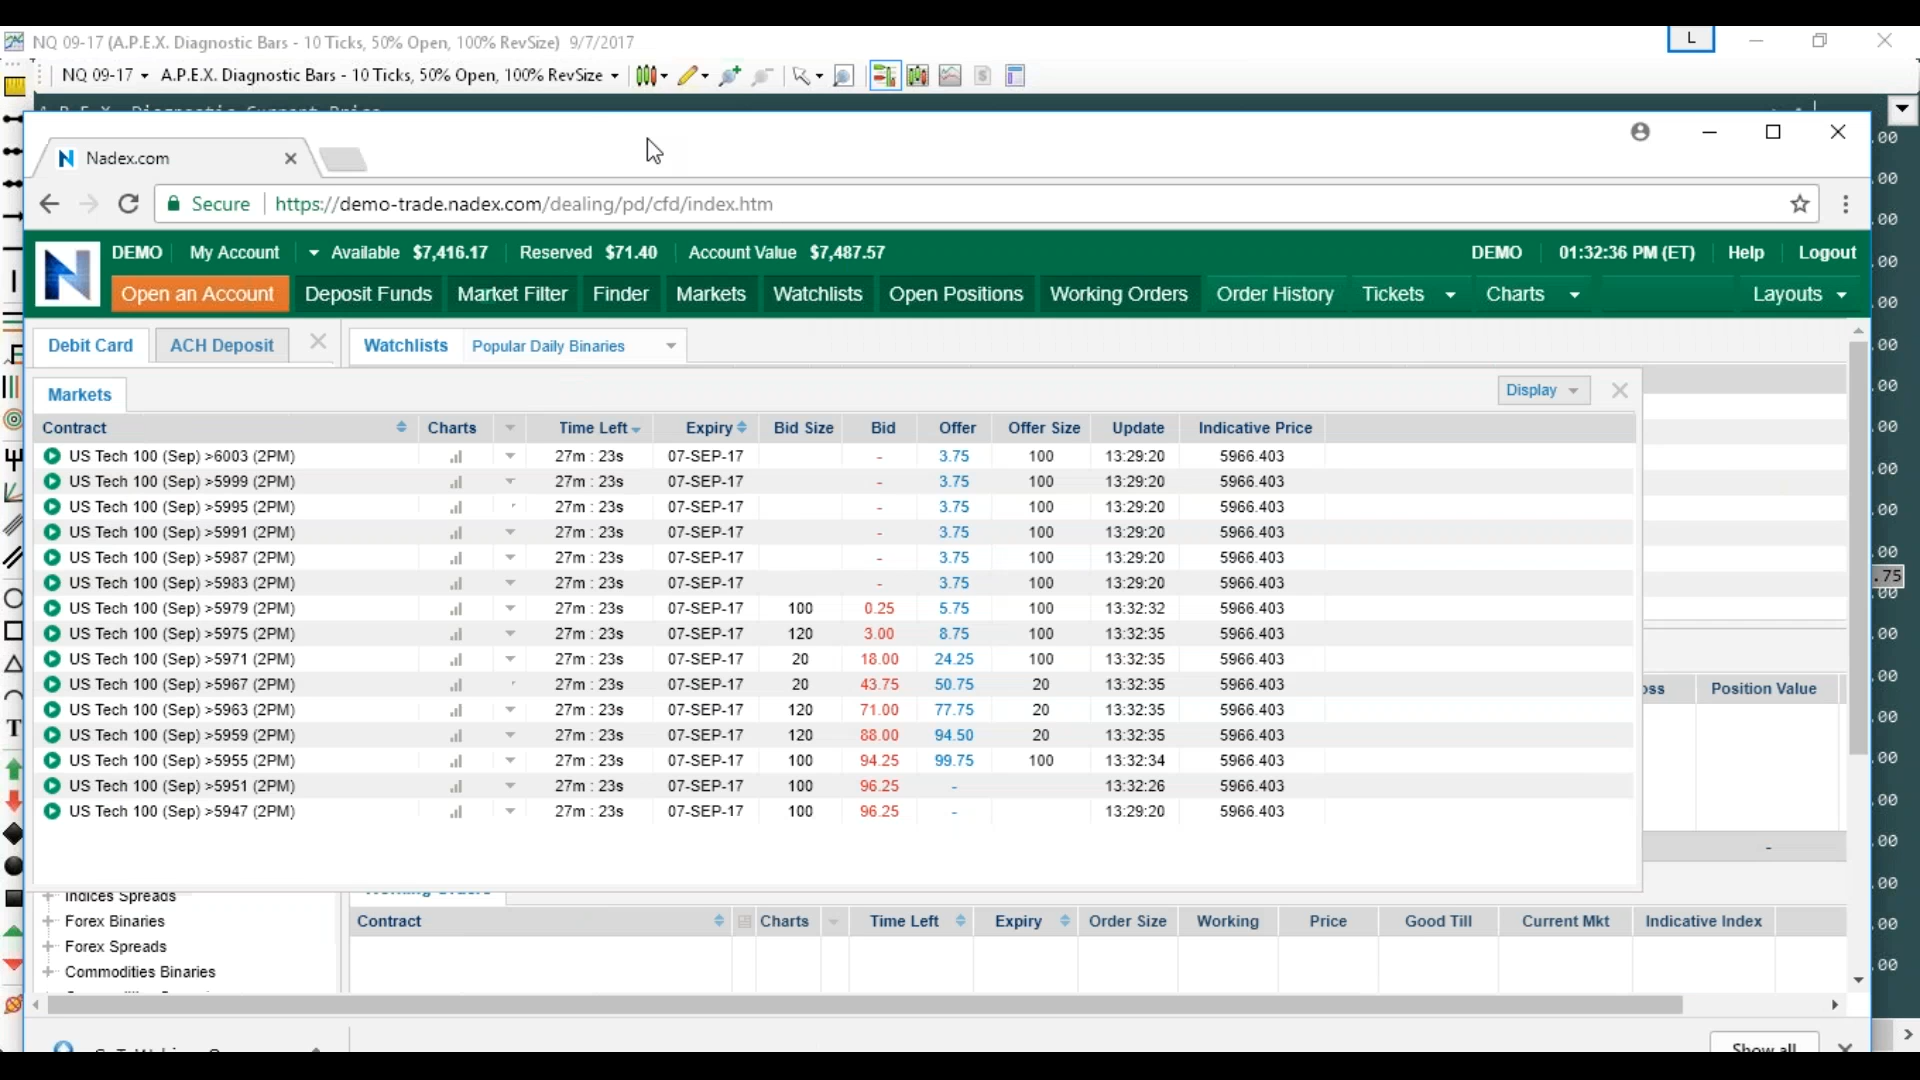 NQ 09-17 (A.P.E.X. Diagnostic Bars - 10 Ticks, 50% Open, 100% RevSize) 9/7/2017
L
NQ 09-17 A.P.E.X. Diagnostic Bars - 10 Ticks, 50% Open, 100% RevSize
Nadex.com
Secure https://demo-trade.nadex.com/dealing/pd/cfd/index.htm
DEMO My Account Available $7,416.17 Reserved $71.40 Account Value $7,487.57 DEMO 01:32:36 PM (ET) Help Logout
Open an Account Deposit Funds Market Filter Finder Markets Watchlists Open Positions Working Orders Order History Tickets Charts Layouts
Debit Card ACH Deposit Watchlists Popular Daily Binaries
Markets Display
Contract Charts Time Left Expiry Bid Size Bid Offer Offer Size Update Indicative Price
US Tech 100 (Sep) >6003 (2PM) 27m : 23s 07-SEP-17 - 3.75 100 13:29:20 5966.403
US Tech 100 (Sep) >5999 (2PM) 27m : 23s 07-SEP-17 - 3.75 100 13:29:20 5966.403
US Tech 100 (Sep) >5995 (2PM) 27m : 23s 07-SEP-17 - 3.75 100 13:29:20 5966.403
US Tech 100 (Sep) >5991 (2PM) 27m : 23s 07-SEP-17 - 3.75 100 13:29:20 5966.403
US Tech 100 (Sep) >5987 (2PM) 27m : 23s 07-SEP-17 - 3.75 100 13:29:20 5966.403
US Tech 100 (Sep) >5983 (2PM) 27m : 23s 07-SEP-17 - 3.75 100 13:29:20 5966.403
US Tech 100 (Sep) >5979 (2PM) 27m : 23s 07-SEP-17 100 0.25 5.75 100 13:32:32 5966.403
US Tech 100 (Sep) >5975 (2PM) 27m : 23s 07-SEP-17 120 3.00 8.75 100 13:32:35 5966.403
US Tech 100 (Sep) >5971 (2PM) 27m : 23s 07-SEP-17 20 18.00 24.25 100 13:32:35 5966.403
US Tech 100 (Sep) >5967 (2PM) 27m : 23s 07-SEP-17 20 43.75 50.75 20 13:32:35 5966.403
US Tech 100 (Sep) >5963 (2PM) 27m : 23s 07-SEP-17 120 71.00 77.75 20 13:32:35 5966.403
US Tech 100 (Sep) >5959 (2PM) 27m : 23s 07-SEP-17 120 88.00 94.50 20 13:32:35 5966.403
US Tech 100 (Sep) >5955 (2PM) 27m : 23s 07-SEP-17 100 94.25 99.75 100 13:32:34 5966.403
US Tech 100 (Sep) >5951 (2PM) 27m : 23s 07-SEP-17 100 96.25 - 13:32:26 5966.403
US Tech 100 (Sep) >5947 (2PM) 27m : 23s 07-SEP-17 100 96.25 - 13:29:20 5966.403
Position Value
-
Indices Spreads
Forex Binaries
Forex Spreads
Commodities Binaries
Contract Charts Time Left Expiry Order Size Working Price Good Till Current Mkt Indicative Index
Show all